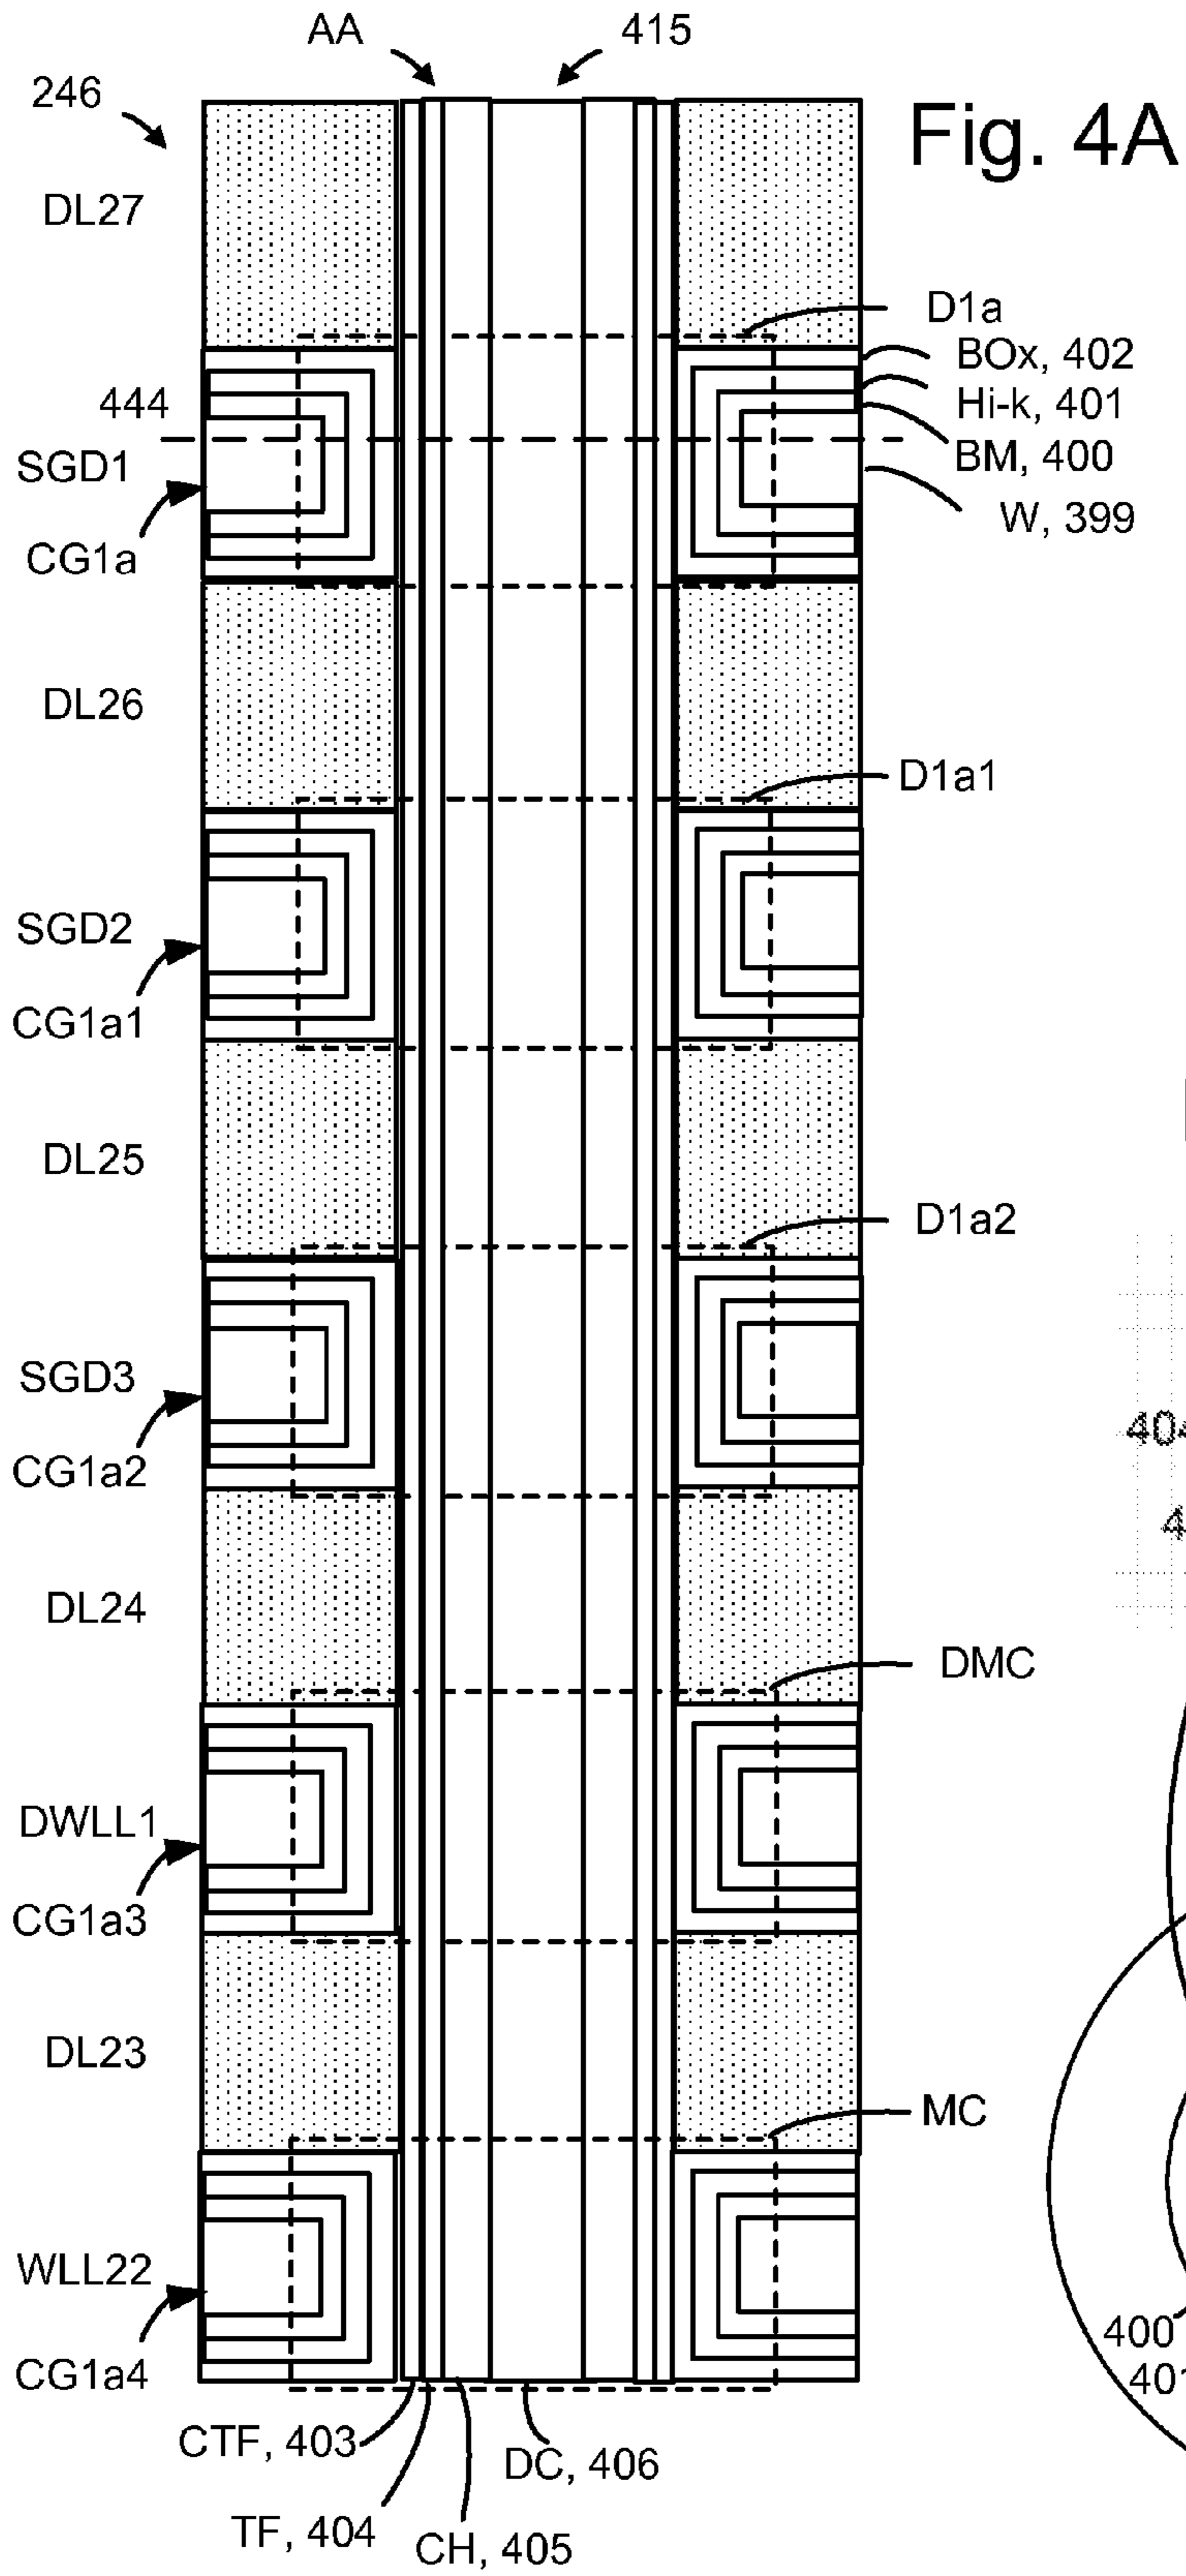 AA
415
246
Fig. 4A
DL27
D1a
BOx, 402
444
Hi-k, 401
SGD1
BM, 400
W, 399
CG1a
DL26
D1a1
SGD2
CG1a1
DL25
D1a2
SGD3
CG1a2
DL24
DMC
DWLL1
CG1a3
DL23
MC
WLL22
400
CG1a4
CTF, 403
DC, 406
TF, 404
CH, 405